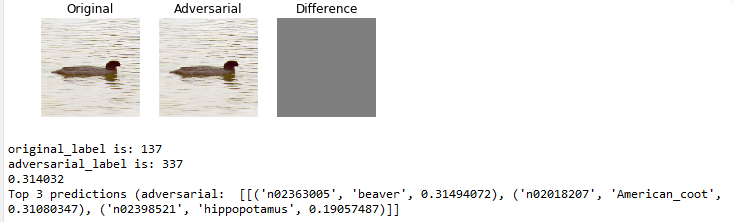 Original Adversarial Difference
original_label is: 137
adversarial_label is: 337
0.314032
Top 3 predictions (adversarial:  [[('n02363005', 'beaver', 0.31494072), ('n02018207', 'American_coot',
0.31080347), ('n02398521', 'hippopotamus', 0.19057487)]]